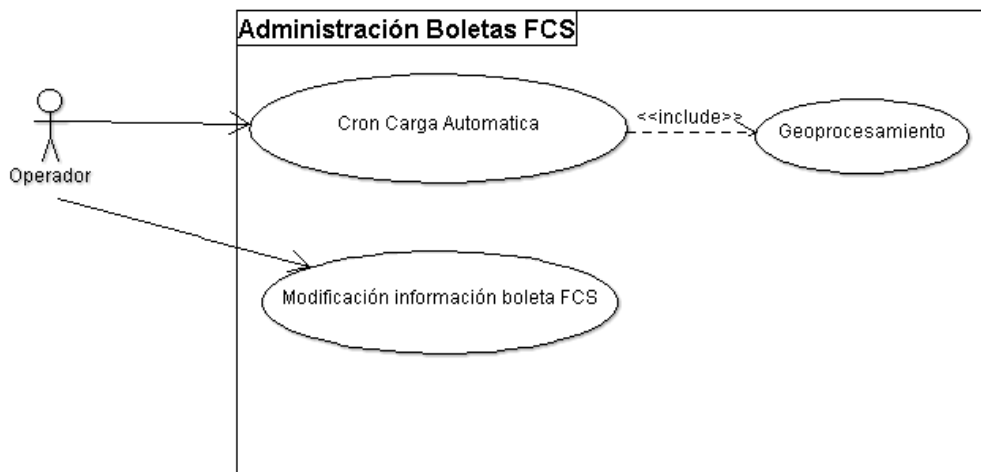 Administración Boletas FCS
Cron Carga Automatica
<<include>>
Geoprocesamiento
Operador
Modificación información boleta FCS